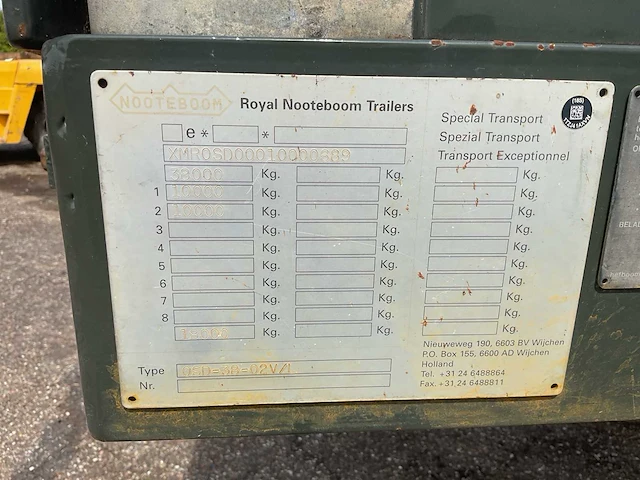 NOOTEBOOM Royal Nooteboom Trailers
Special Transport
Spezial Transport
Transport Exceptionnel
(165)
e* *
XMROSD00010000889
38000 Kg. Kg. Kg.
1 Kg. Kg. Kg.
2 Kg. Kg. Kg.
3 Kg. Kg. Kg.
4 Kg. Kg. Kg.
5 Kg. Kg. Kg.
6 Kg. Kg. Kg.
7 Kg. Kg. Kg.
8 Kg. Kg. Kg.
Kg. Kg. Kg.
Type
Nr.
Nieuweweg 190, 6603 BV Wijchen
P.O. Box 155, 6600 AD Wijchen
Holland
Tel. +31 24 6488864
Fax. +31 24 6488811